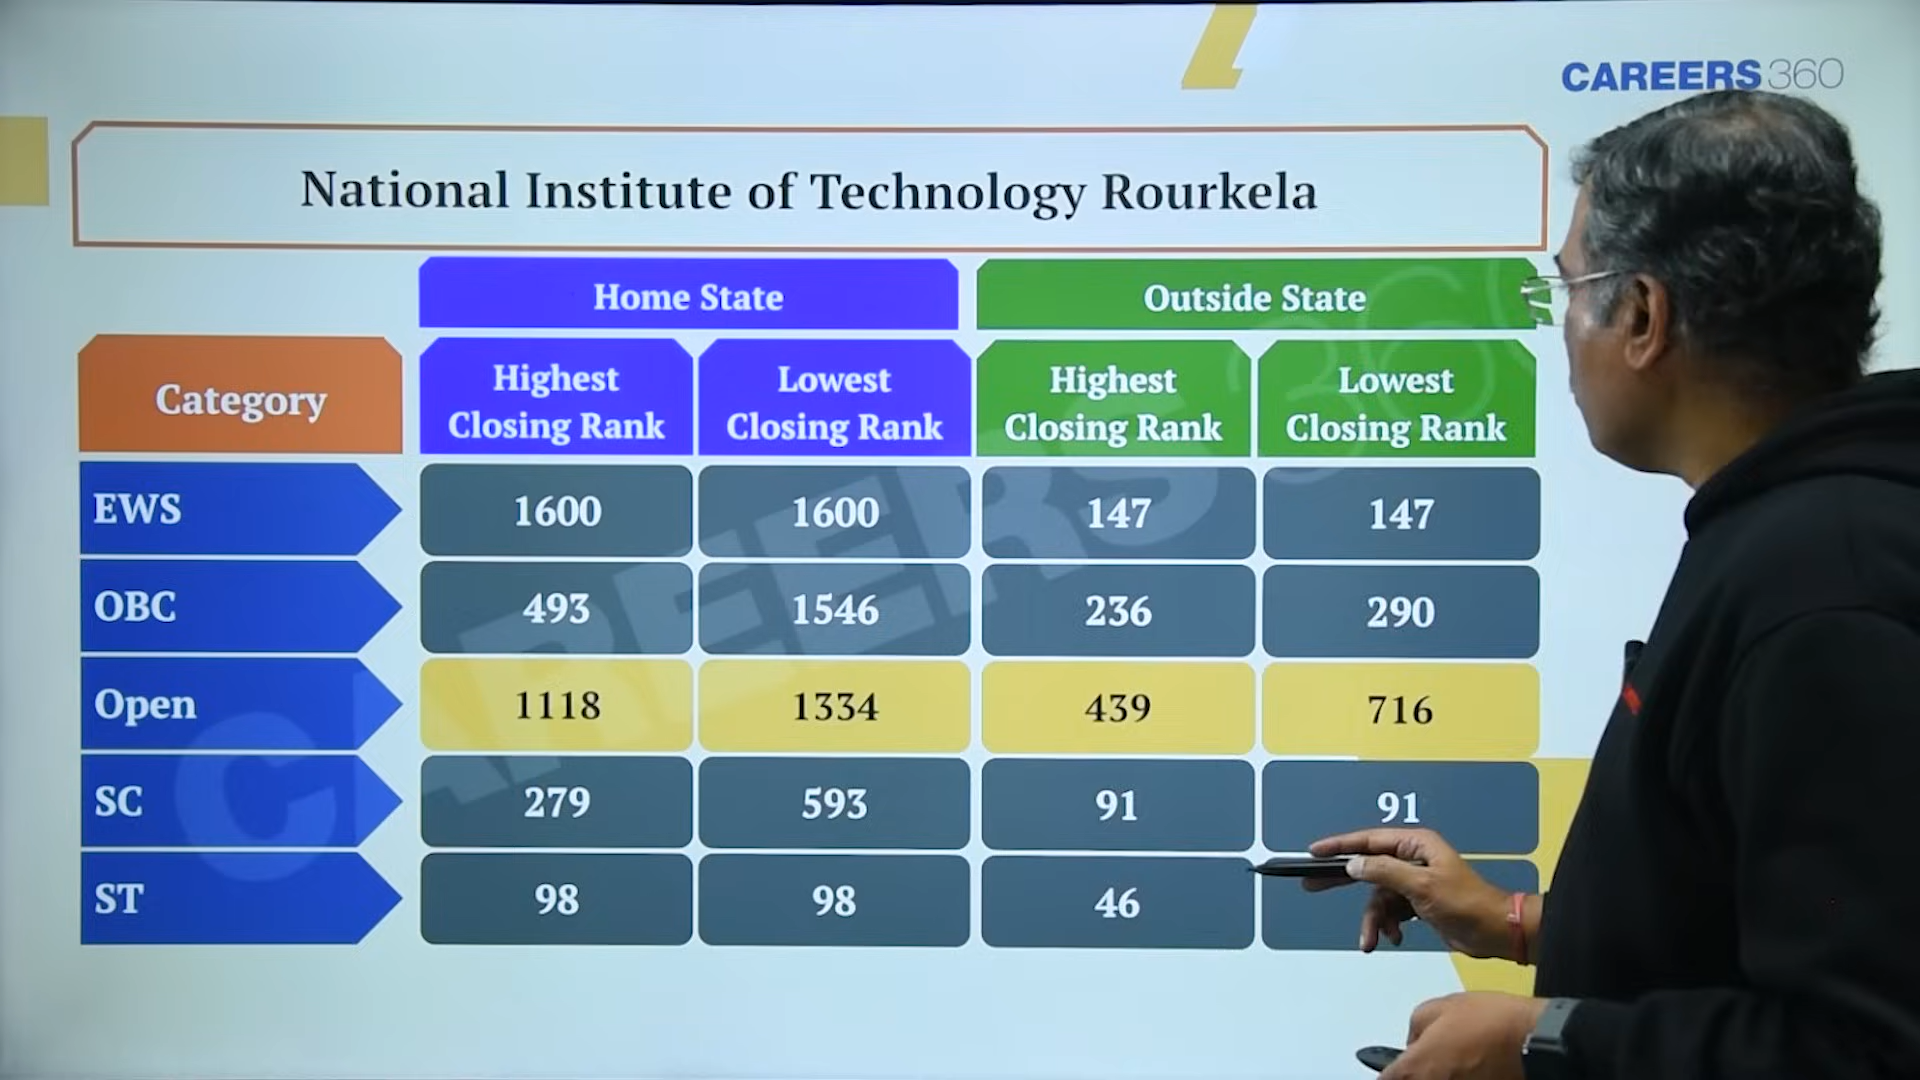 CAREERS360
National Institute of Technology Rourkela
Home State
Outside State
Category
Highest
Closing Rank
Lowest
Closing Rank
Highest
Closing Rank
Lowest
Closing Rank
EWS 1600 1600 147 147
OBC 493 1546 236 290
Open 1118 1334 439 716
SC 279 593 91 91
ST 98 98 46
CAREERS360